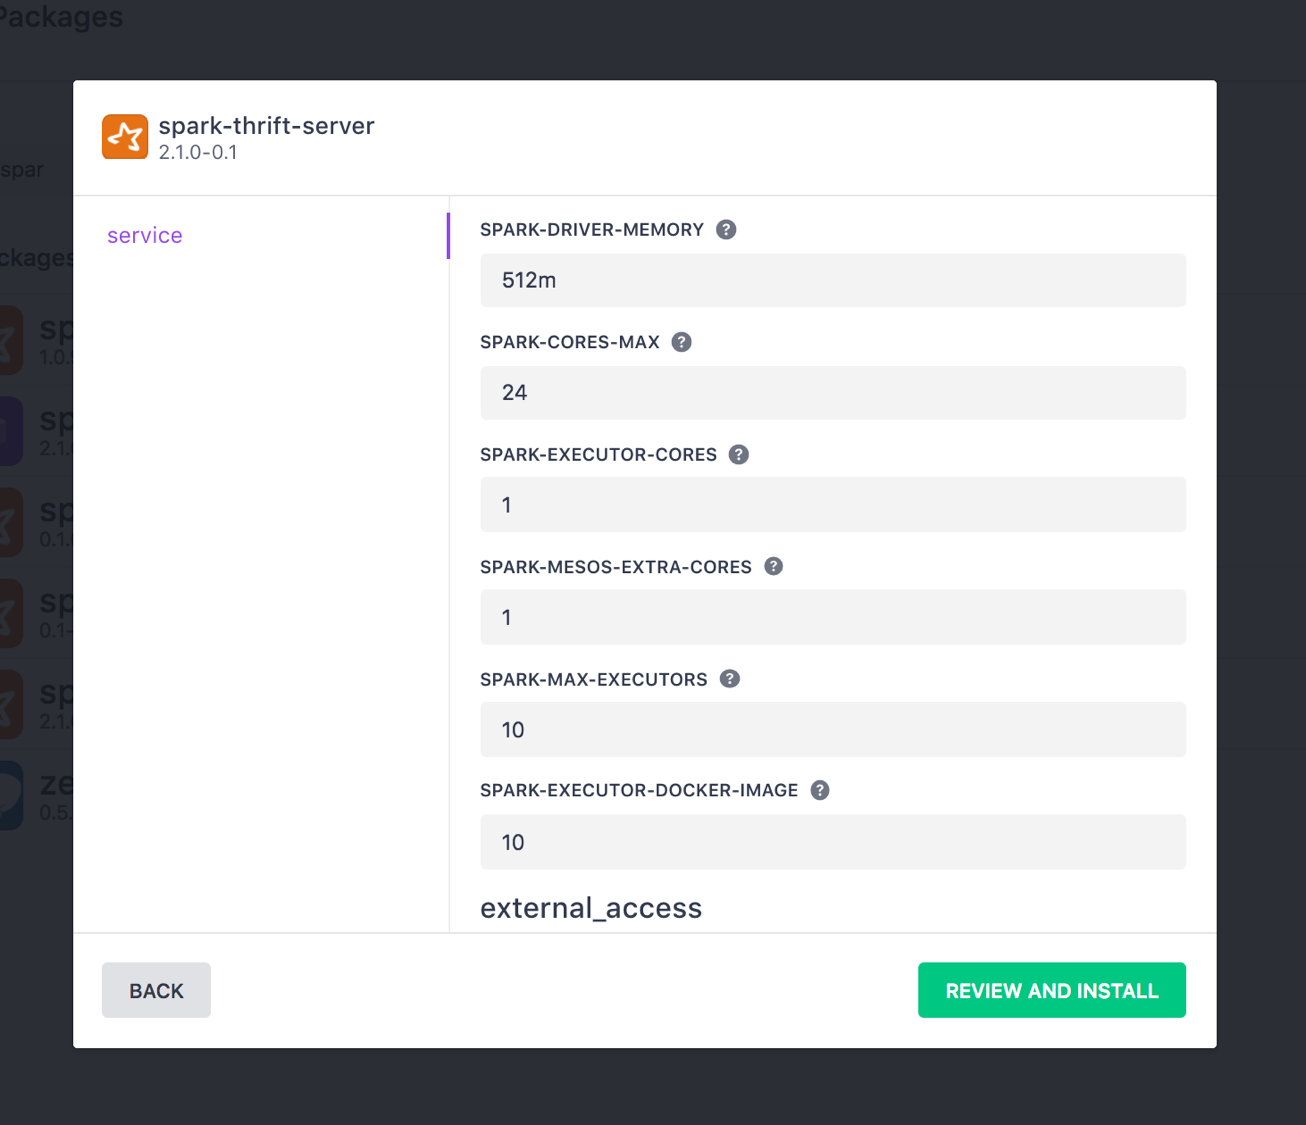 Packages
spark-thrift-server
2.1.0-0.1
spar
service
SPARK-DRIVER-MEMORY ?
512m
SPARK-CORES-MAX ?
24
SPARK-EXECUTOR-CORES ?
1
SPARK-MESOS-EXTRA-CORES ?
1
SPARK-MAX-EXECUTORS ?
10
SPARK-EXECUTOR-DOCKER-IMAGE ?
10
external_access
ckages
sp
1.0.
sp
2.1.
sp
0.1.
sp
0.1-
sp
2.1.
ze
0.5.
BACK
REVIEW AND INSTALL